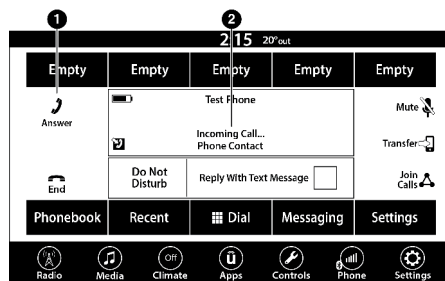 1 2
2:15 20°out
Empty Empty Empty Empty Empty
Answer
Test Phone
Mute
Incoming Call...
Phone Contact
Transfer
End
Do Not
Disturb
Reply With Text Message
Join
Calls
Phonebook Recent Dial Messaging Settings
Off û
Radio Media Climate Apps Controls Phone Settings